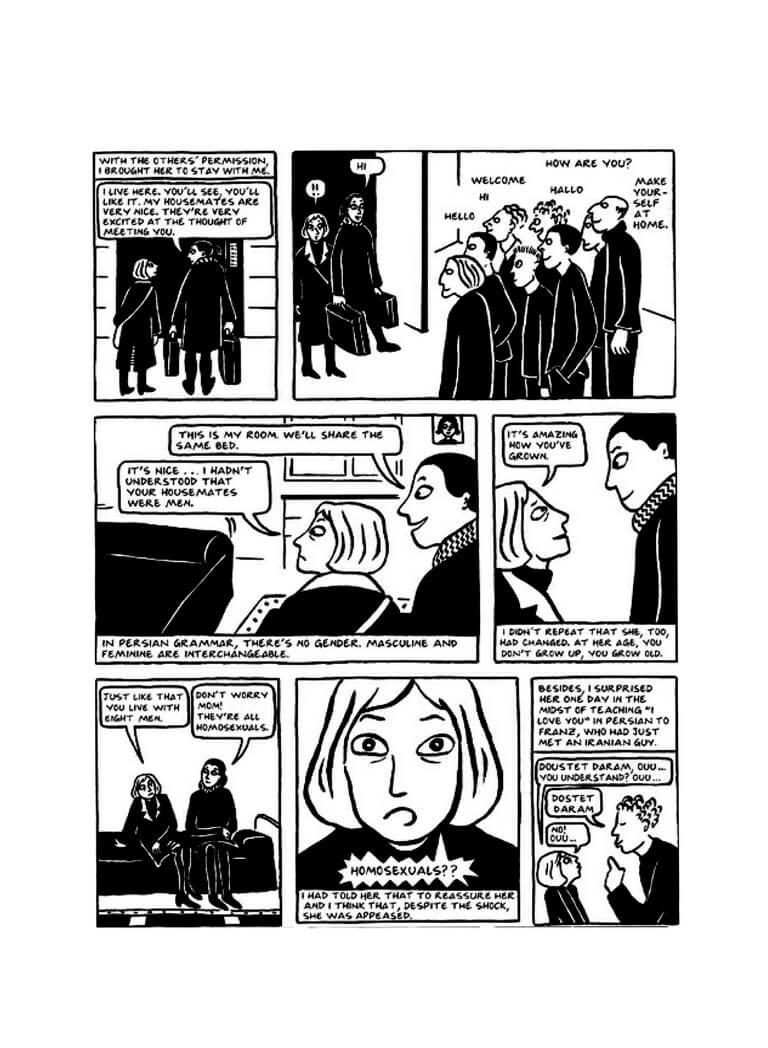 WITH THE OTHERS' PERMISSION,
I BROUGHT HER TO STAY WITH ME.
I LIVE HERE. YOU'LL SEE, YOU'LL
LIKE IT. MY HOUSEMATES ARE
VERY NICE. THEY'RE VERY
EXCITED AT THE THOUGHT OF
MEETING YOU.
!!
HI
HELLO
HI
WELCOME
HALLO
HOW ARE YOU?
MAKE
YOUR-
SELF
AT
HOME.
THIS IS MY ROOM. WE'LL SHARE THE
SAME BED.
IT'S NICE . . . I HADN'T
UNDERSTOOD THAT
YOUR HOUSEMATES
WERE MEN.
IN PERSIAN GRAMMAR, THERE'S NO GENDER. MASCULINE AND
FEMININE ARE INTERCHANGEABLE.
IT'S AMAZING
HOW YOU'VE
GROWN.
I DIDN'T REPEAT THAT SHE, TOO,
HAD CHANGED. AT HER AGE, YOU
DON'T GROW UP, YOU GROW OLD.
JUST LIKE THAT
YOU LIVE WITH
EIGHT MEN.
DON'T WORRY
MOM!
THEY'RE ALL
HOMOSEXUALS.
HOMOSEXUALS??
I HAD TOLD HER THAT TO REASSURE HER
AND I THINK THAT, DESPITE THE SHOCK,
SHE WAS APPEASED.
BESIDES, I SURPRISED
HER ONE DAY IN THE
MIDST OF TEACHING "I
LOVE YOU" IN PERSIAN TO
FRANZ, WHO HAD JUST
MET AN IRANIAN GUY.
DOUSTET DARAM, OUU...
YOU UNDERSTAND? OUU...
DOSTET
DARAM
NO!
OUU...